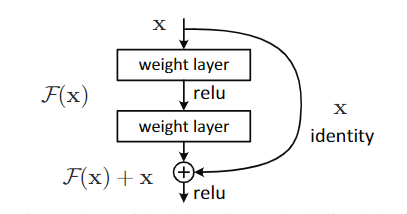 x
weight layer
relu
F(x)
x
weight layer
identity
F(x) + x
+
relu